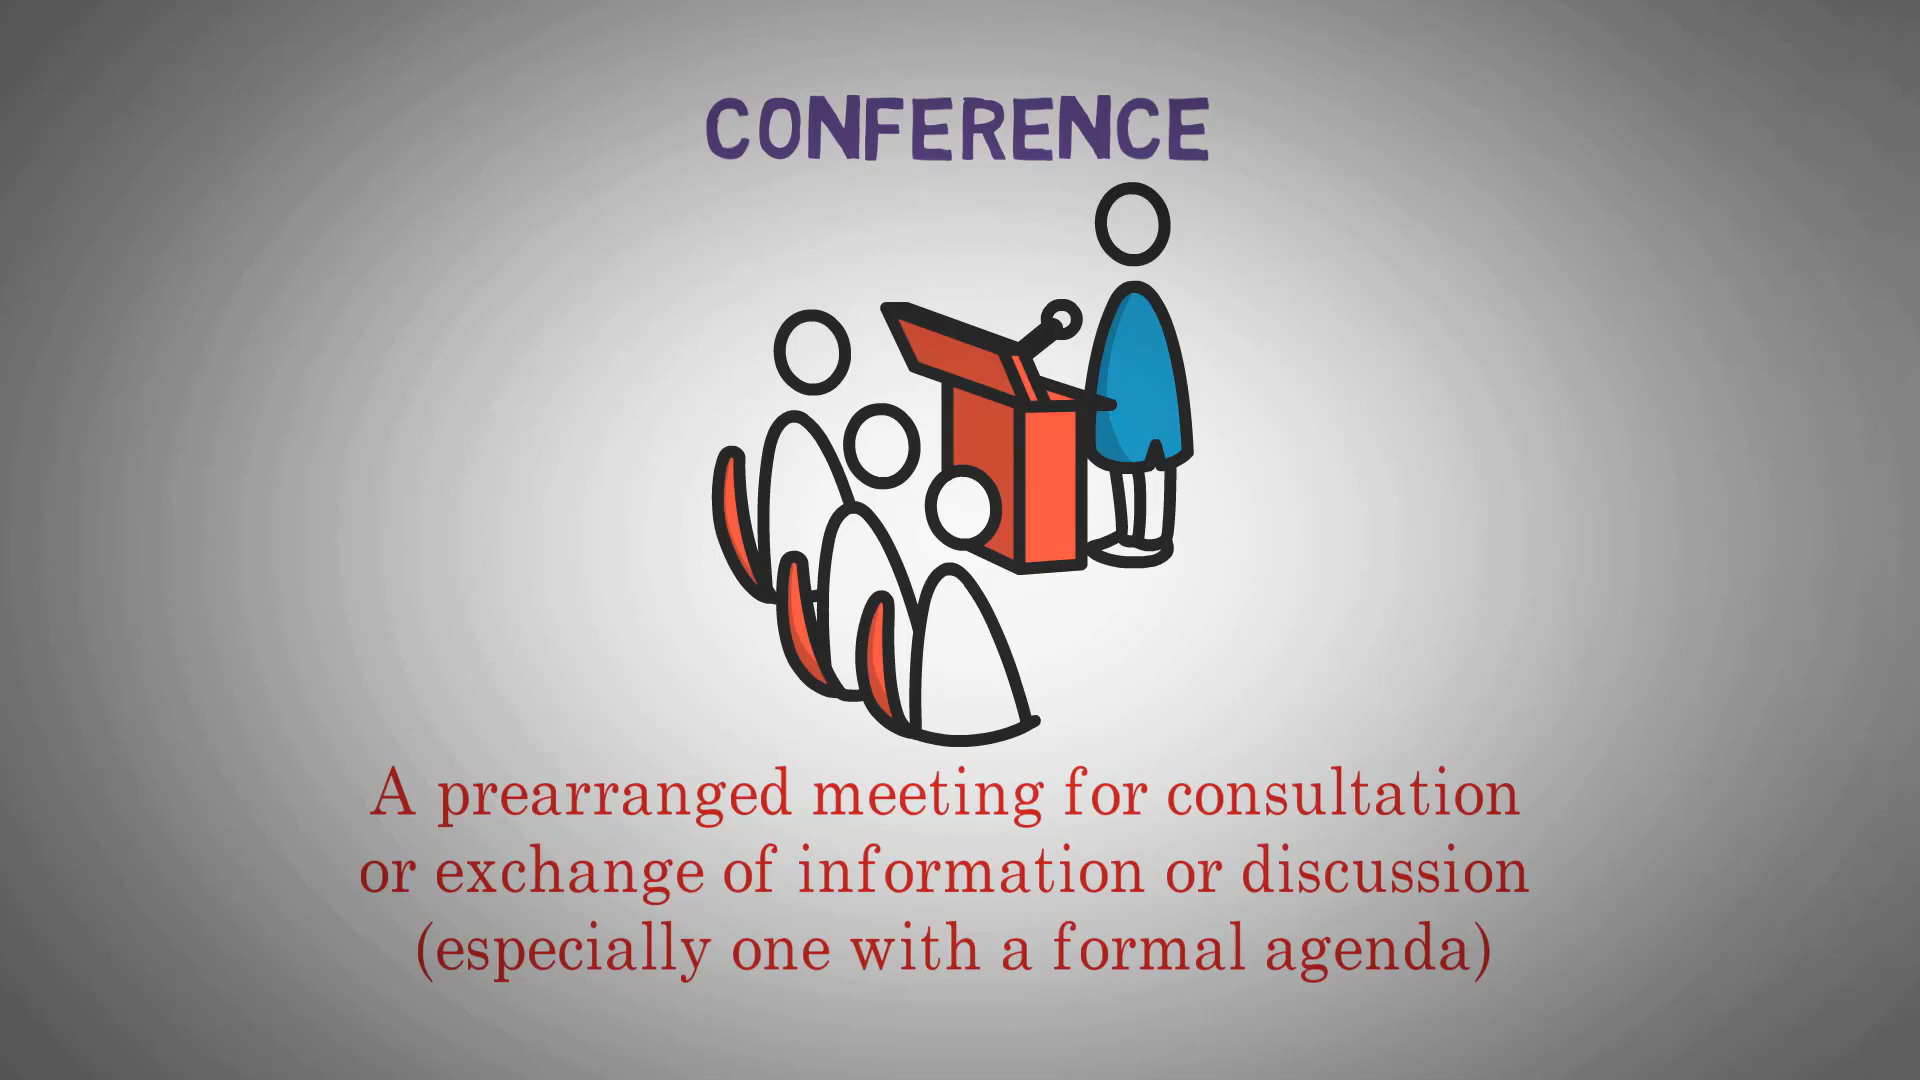 CONFERENCE
A prearranged meeting for consultation
or exchange of information or discussion
(especially one with a formal agenda)